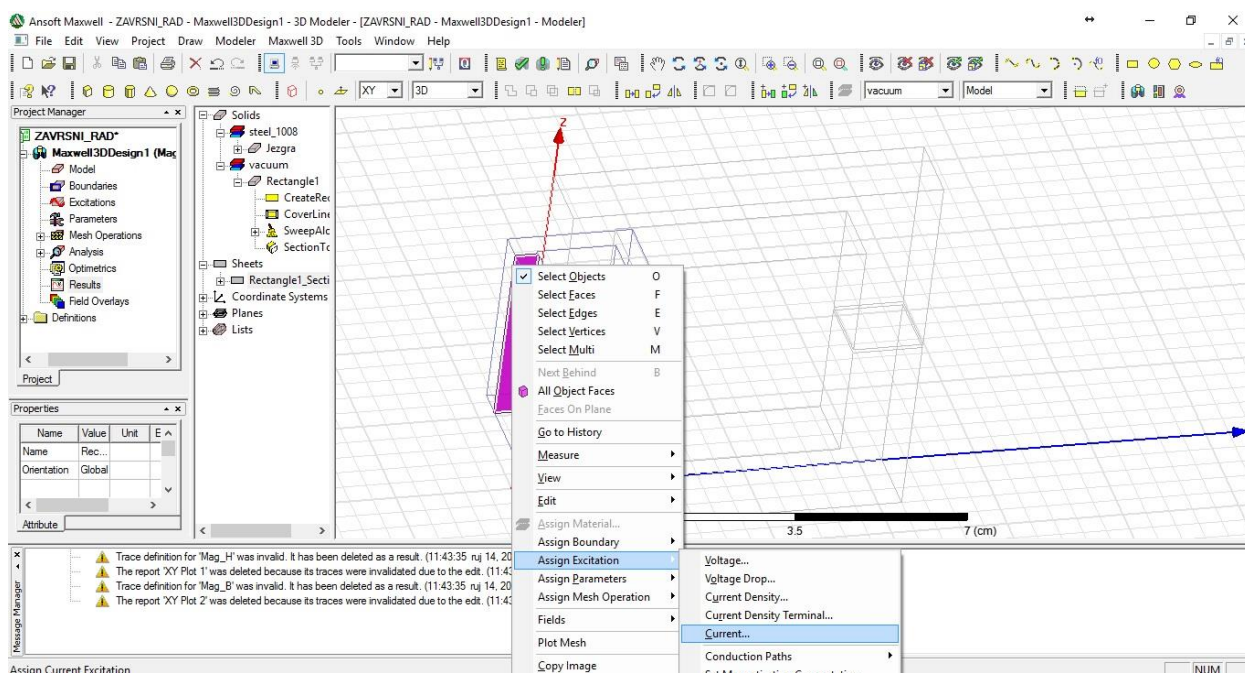 Ansoft Maxwell - ZAVRSNI_RAD - Maxwell3DDesign1 - 3D Modeler - [ZAVRSNI_RAD - Maxwell3DDesign1 - Modeler]
File Edit View Project Draw Modeler Maxwell 3D Tools Window Help
XY 3D vacuum Model
Project Manager
ZAVRSNI_RAD*
Maxwell3DDesign1 (Mag
Model
Boundaries
Excitations
Parameters
Mesh Operations
Analysis
Optimetrics
Results
Field Overlays
Definitions
Project
Properties
Name Value Unit E
Name Rec...
Orientation Global
Attribute
Solids
steel_1008
Jezgra
vacuum
Rectangle1
CreateRec
CoverLine
SweepAlc
SectionTc
Sheets
Rectangle1_Secti
Coordinate Systems
Planes
Lists
Z
3.5 7 (cm)
Select Objects O
Select Faces F
Select Edges E
Select Vertices V
Select Multi M
Next Behind B
All Object Faces
Faces On Plane
Go to History
Measure
View
Edit
Assign Material...
Assign Boundary
Assign Excitation
Assign Parameters
Assign Mesh Operation
Fields
Plot Mesh
Copy Image
Voltage...
Voltage Drop...
Current Density...
Current Density Terminal...
Current...
Conduction Paths
Message Manager
Trace definition for 'Mag_H' was invalid. It has been deleted as a result. (11:43:35 ruj 14, 20
The report 'XY Plot 1' was deleted because its traces were invalidated due to the edit. (11:43
Trace definition for 'Mag_B' was invalid. It has been deleted as a result. (11:43:35 ruj 14, 20
The report 'XY Plot 2' was deleted because its traces were invalidated due to the edit. (11:43
Assign Current Excitation
NUM